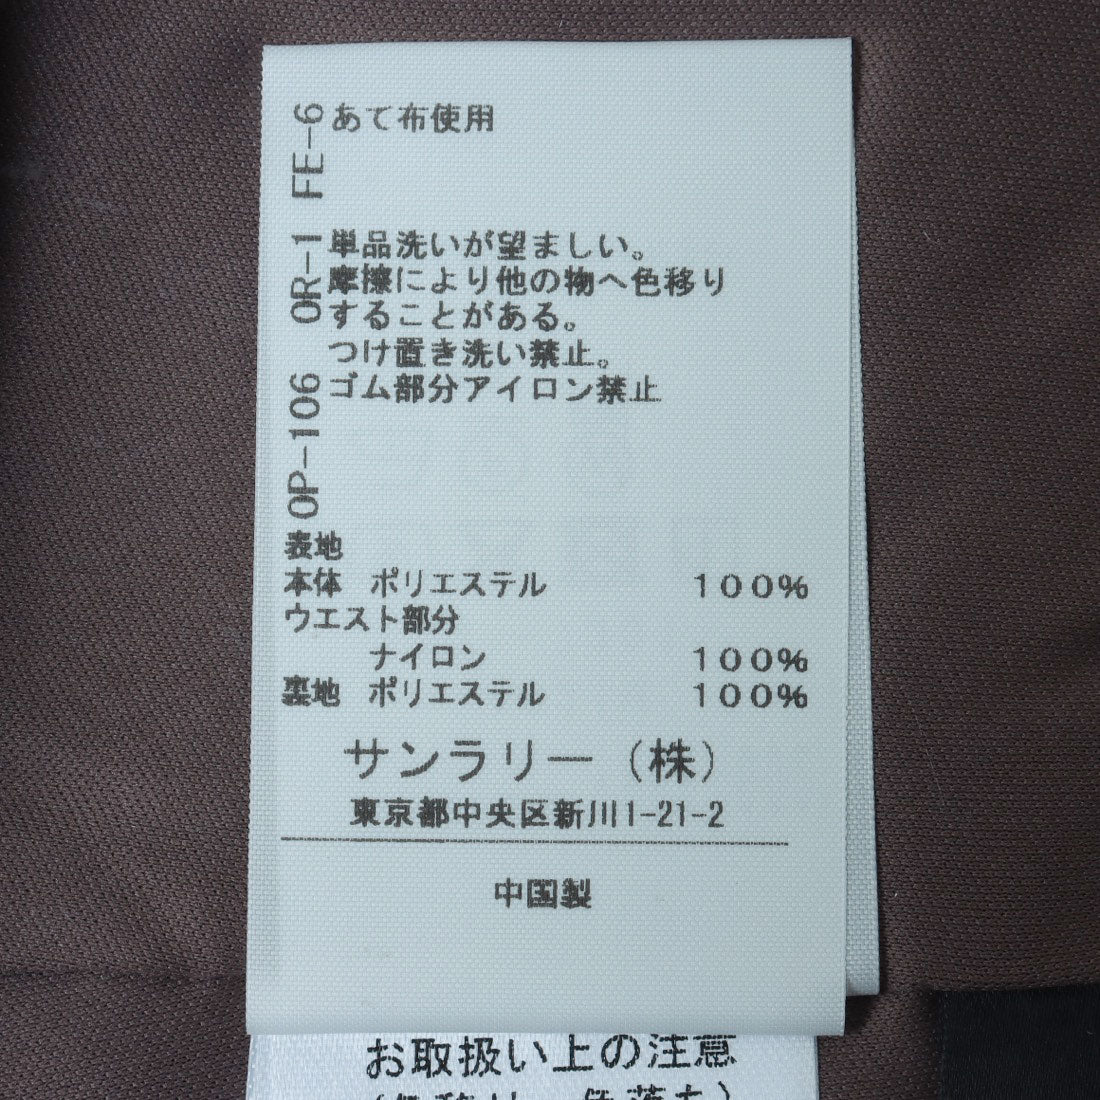 FE-6
あて布使用
OR-1
単品洗いが望ましい。
摩擦により他の物へ色移り
することがある。
つけ置き洗い禁止。
OP-106
ゴム部分アイロン禁止
表地
本体 ポリエステル 100%
ウエスト部分
ナイロン 100%
裏地 ポリエステル 100%
サンラリー(株)
東京都中央区新川1-21-2
中国製
お取扱い上の注意